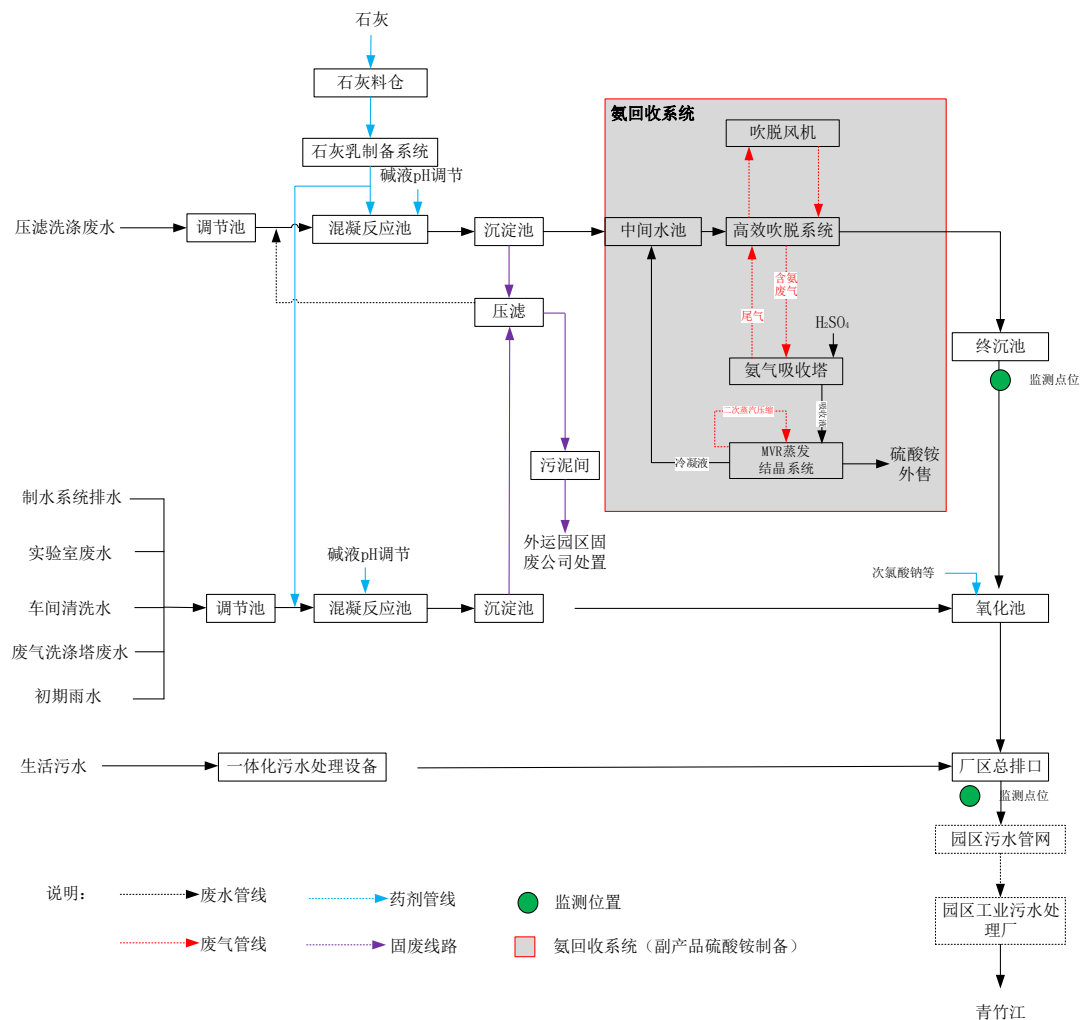 石灰
石灰料仓
石灰乳制备系统
碱液pH调节
压滤洗涤废水
调节池
混凝反应池
沉淀池
氨回收系统
吹脱风机
中间水池
高效吹脱系统
含氨
废气
尾气
H₂SO₄
氨气吸收塔
吸收液
二次蒸汽压缩
MVR蒸发
结晶系统
冷凝液
硫酸铵
外售
终沉池
监测点位
压滤
污泥间
外运园区固
废公司处置
制水系统排水
实验室废水
车间清洗水
废气洗涤塔废水
初期雨水
调节池
碱液pH调节
混凝反应池
沉淀池
次氯酸钠等
氧化池
生活污水
一体化污水处理设备
厂区总排口
监测点位
园区污水管网
园区工业污水处
理厂
青竹江
说明:
废水管线
药剂管线
监测位置
废气管线
固废线路
氨回收系统（副产品硫酸铵制备）